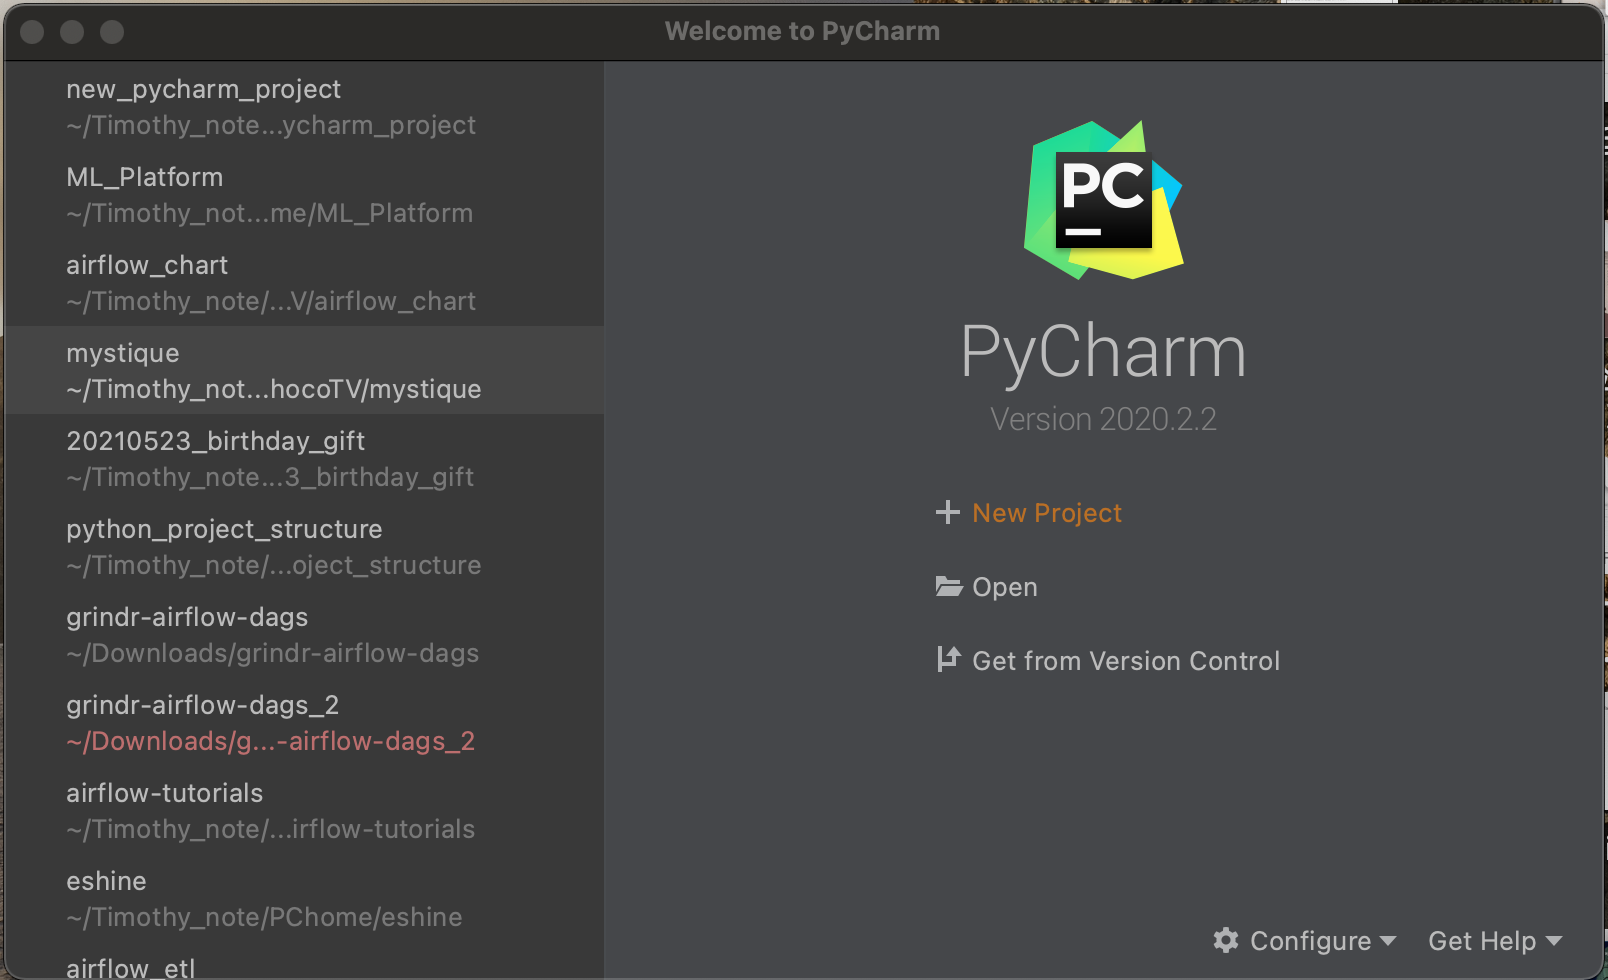 Welcome to PyCharm
new_pycharm_project
~/Timothy_note...ycharm_project
ML_Platform
~/Timothy_not...me/ML_Platform
airflow_chart
~/Timothy_note/...V/airflow_chart
mystique
~/Timothy_not...hocoTV/mystique
20210523_birthday_gift
~/Timothy_note...3_birthday_gift
python_project_structure
~/Timothy_note/...oject_structure
grindr-airflow-dags
~/Downloads/grindr-airflow-dags
grindr-airflow-dags_2
~/Downloads/g...-airflow-dags_2
airflow-tutorials
~/Timothy_note/...irflow-tutorials
eshine
~/Timothy_note/PChome/eshine
airflow_etl
PC
PyCharm
Version 2020.2.2
New Project
Open
Get from Version Control
Configure
Get Help